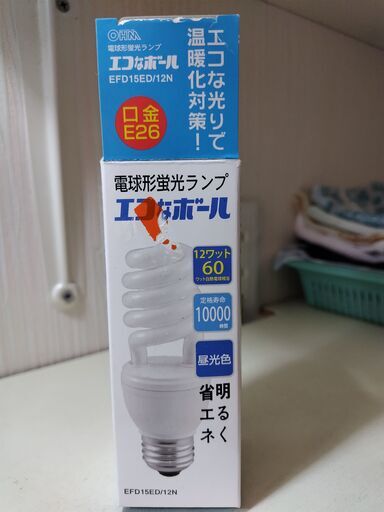 OHM
電球形蛍光ランプ
エコなボール
EFD15ED/12N
口金
E26
エコな光りで
温暖化対策!
電球形蛍光ランプ
エコなボール
12ワット
60
定格寿命
10000
時間
昼光色
明るく
省エネ
EFD15ED/12N